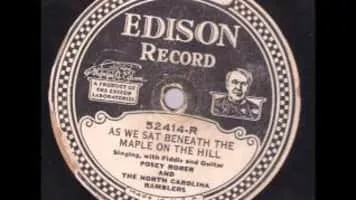 EDISON
RECORD
A PRODUCT OF
THE EDISON
LABORATORIES
52414-R
AS WE SAT BENEATH THE
MAPLE ON THE HILL
Singing, with Fiddle and Guitar
POSEY RORER
AND
THE NORTH CAROLINA
RAMBLERS